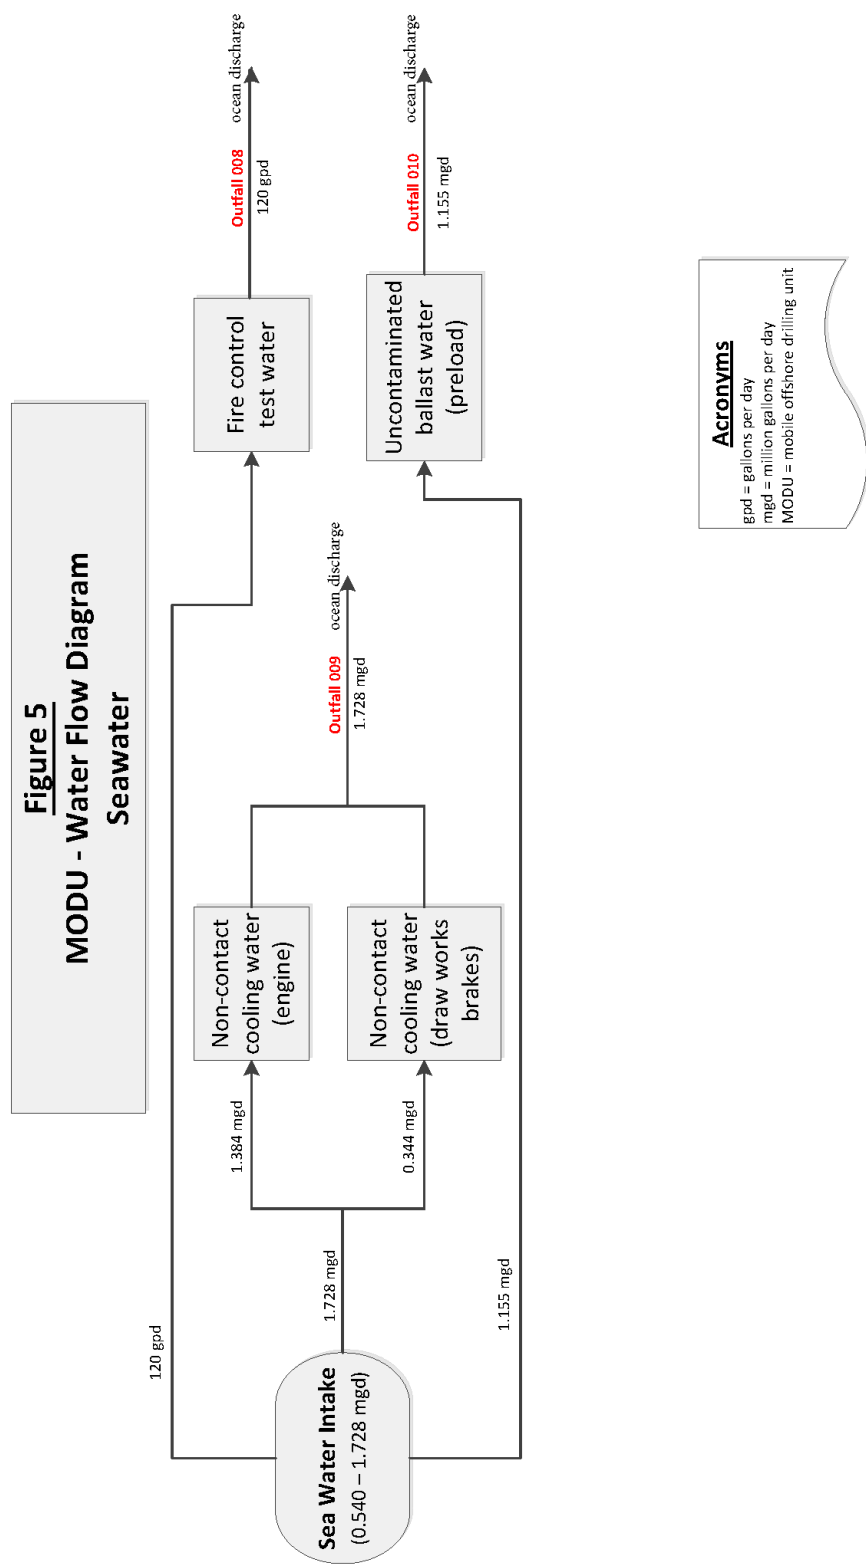 Figure 5
MODU - Water Flow Diagram
Seawater
120 gpd
Fire control
test water
Outfall 008
120 gpd
ocean discharge
Sea Water Intake
(0.540 – 1.728 mgd)
1.728 mgd
1.384 mgd
Non-contact
cooling water
(engine)
0.344 mgd
Non-contact
cooling water
(draw works
brakes)
Outfall 009
1.728 mgd
ocean discharge
1.155 mgd
Uncontaminated
ballast water
(preload)
Outfall 010
1.155 mgd
ocean discharge
Acronyms
gpd = gallons per day
mgd = million gallons per day
MODU = mobile offshore drilling unit